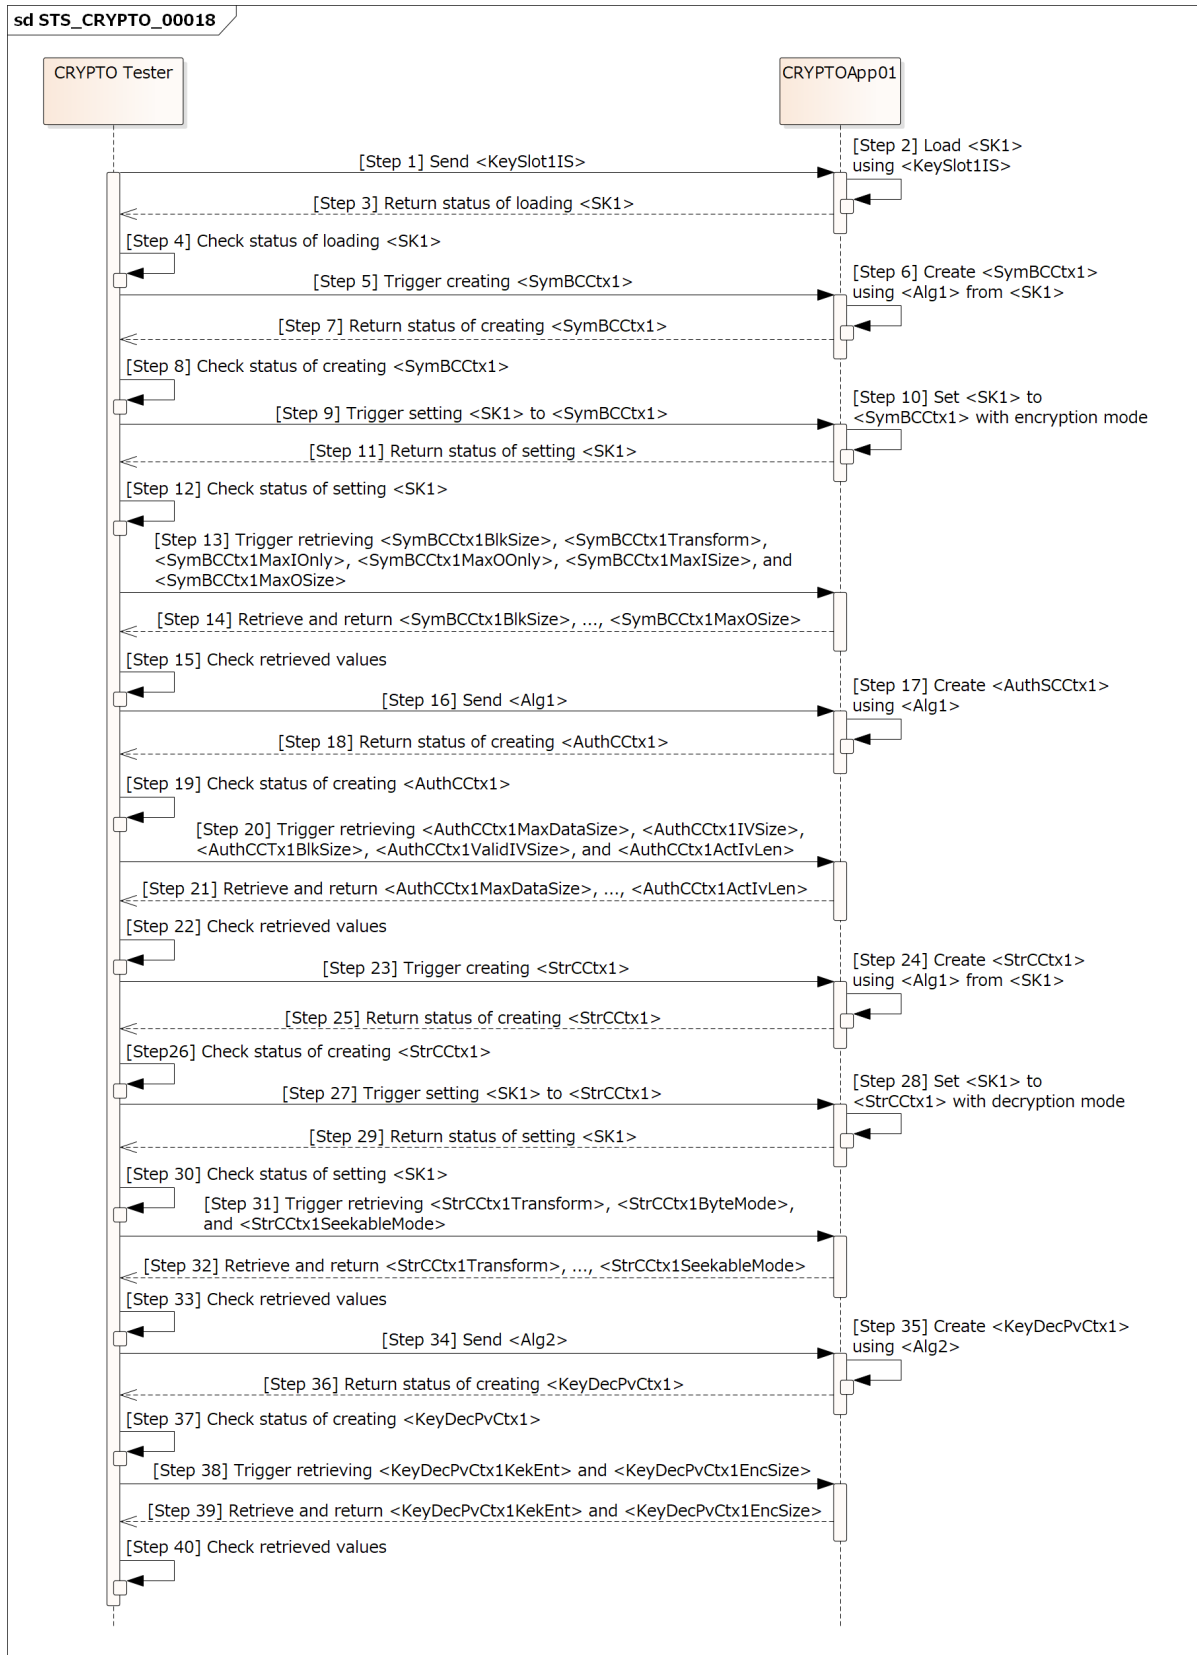 sd STS_CRYPTO_00018
CRYPTO Tester
CRYPTOApp01
[Step 1] Send <KeySlot1IS>
[Step 2] Load <SK1>
using <KeySlot1IS>
[Step 3] Return status of loading <SK1>
[Step 4] Check status of loading <SK1>
[Step 5] Trigger creating <SymBCCtx1>
[Step 6] Create <SymBCCtx1>
using <Alg1> from <SK1>
[Step 7] Return status of creating <SymBCCtx1>
[Step 8] Check status of creating <SymBCCtx1>
[Step 9] Trigger setting <SK1> to <SymBCCtx1>
[Step 10] Set <SK1> to
<SymBCCtx1> with encryption mode
[Step 11] Return status of setting <SK1>
[Step 12] Check status of setting <SK1>
[Step 13] Trigger retrieving <SymBCCtx1BlkSize>, <SymBCCtx1Transform>,
<SymBCCtx1MaxIOnly>, <SymBCCtx1MaxOOnly>, <SymBCCtx1MaxISize>, and
<SymBCCtx1MaxOSize>
[Step 14] Retrieve and return <SymBCCtx1BlkSize>, ..., <SymBCCtx1MaxOSize>
[Step 15] Check retrieved values
[Step 16] Send <Alg1>
[Step 17] Create <AuthSCCtx1>
using <Alg1>
[Step 18] Return status of creating <AuthCCtx1>
[Step 19] Check status of creating <AuthCCtx1>
[Step 20] Trigger retrieving <AuthCCtx1MaxDataSize>, <AuthCCtx1IVSize>,
<AuthCCTx1BlkSize>, <AuthCCtx1ValidIVSize>, and <AuthCCtx1ActIvLen>
[Step 21] Retrieve and return <AuthCCtx1MaxDataSize>, ..., <AuthCCtx1ActIvLen>
[Step 22] Check retrieved values
[Step 23] Trigger creating <StrCCtx1>
[Step 24] Create <StrCCtx1>
using <Alg1> from <SK1>
[Step 25] Return status of creating <StrCCtx1>
[Step26] Check status of creating <StrCCtx1>
[Step 27] Trigger setting <SK1> to <StrCCtx1>
[Step 28] Set <SK1> to
<StrCCtx1> with decryption mode
[Step 29] Return status of setting <SK1>
[Step 30] Check status of setting <SK1>
[Step 31] Trigger retrieving <StrCCtx1Transform>, <StrCCtx1ByteMode>,
and <StrCCtx1SeekableMode>
[Step 32] Retrieve and return <StrCCtx1Transform>, ..., <StrCCtx1SeekableMode>
[Step 33] Check retrieved values
[Step 34] Send <Alg2>
[Step 35] Create <KeyDecPvCtx1>
using <Alg2>
[Step 36] Return status of creating <KeyDecPvCtx1>
[Step 37] Check status of creating <KeyDecPvCtx1>
[Step 38] Trigger retrieving <KeyDecPvCtx1KekEnt> and <KeyDecPvCtx1EncSize>
[Step 39] Retrieve and return <KeyDecPvCtx1KekEnt> and <KeyDecPvCtx1EncSize>
[Step 40] Check retrieved values